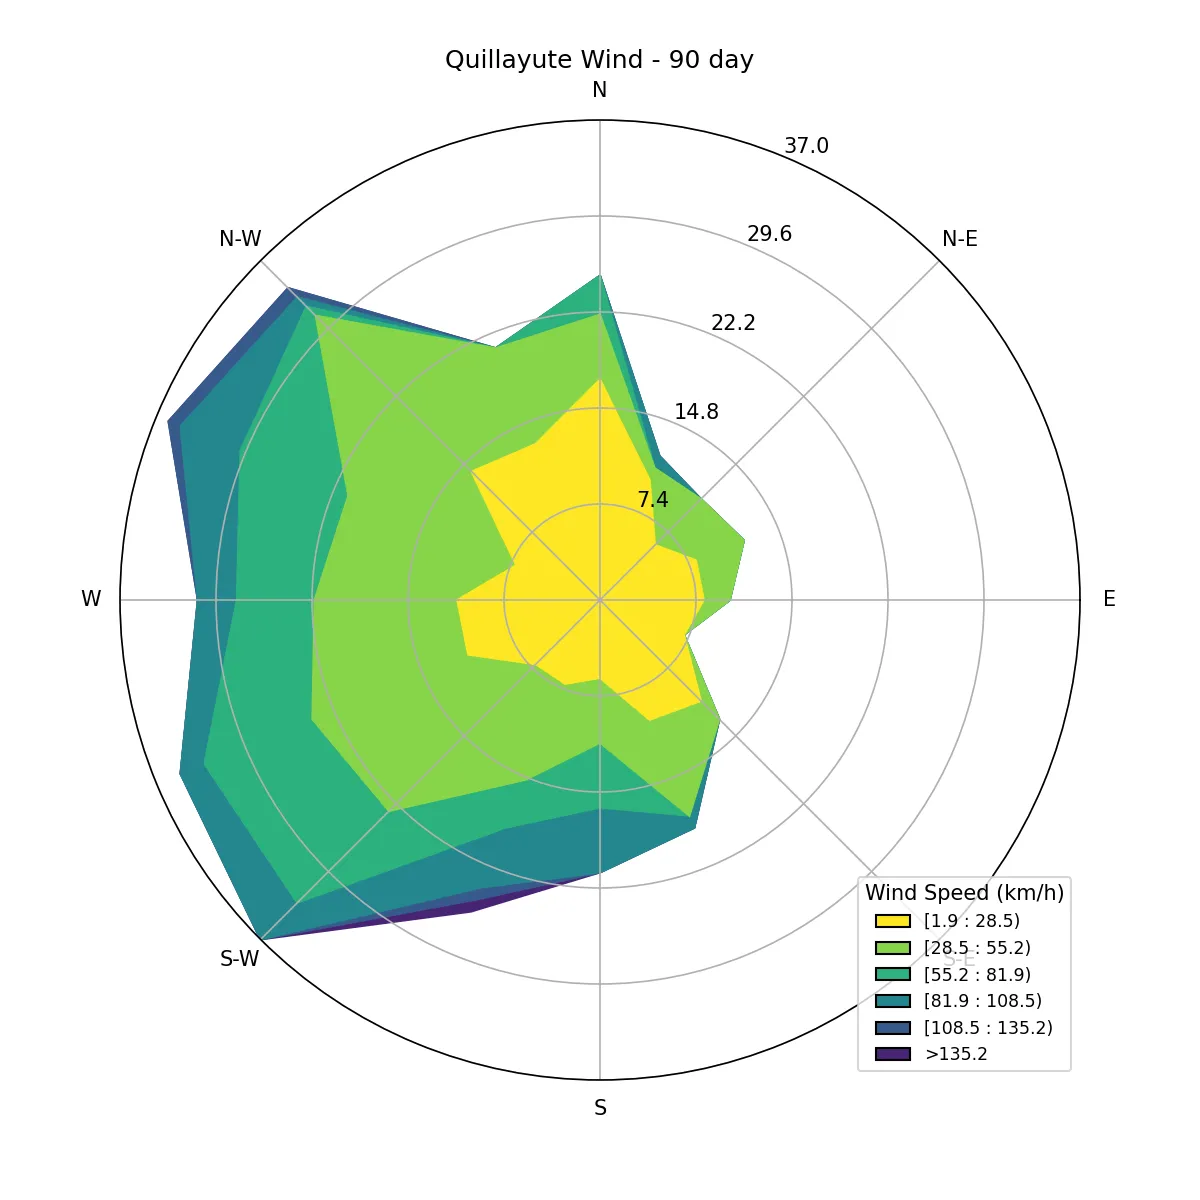 Quillayute Wind - 90 day
N
37.0
29.6
N-W
N-E
22.2
14.8
7.4
W
E
Wind Speed (km/h)
[1.9 : 28.5)
[28.5 : 55.2)
S-W
S-E
[55.2 : 81.9)
[81.9 : 108.5)
[108.5 : 135.2)
>135.2
S